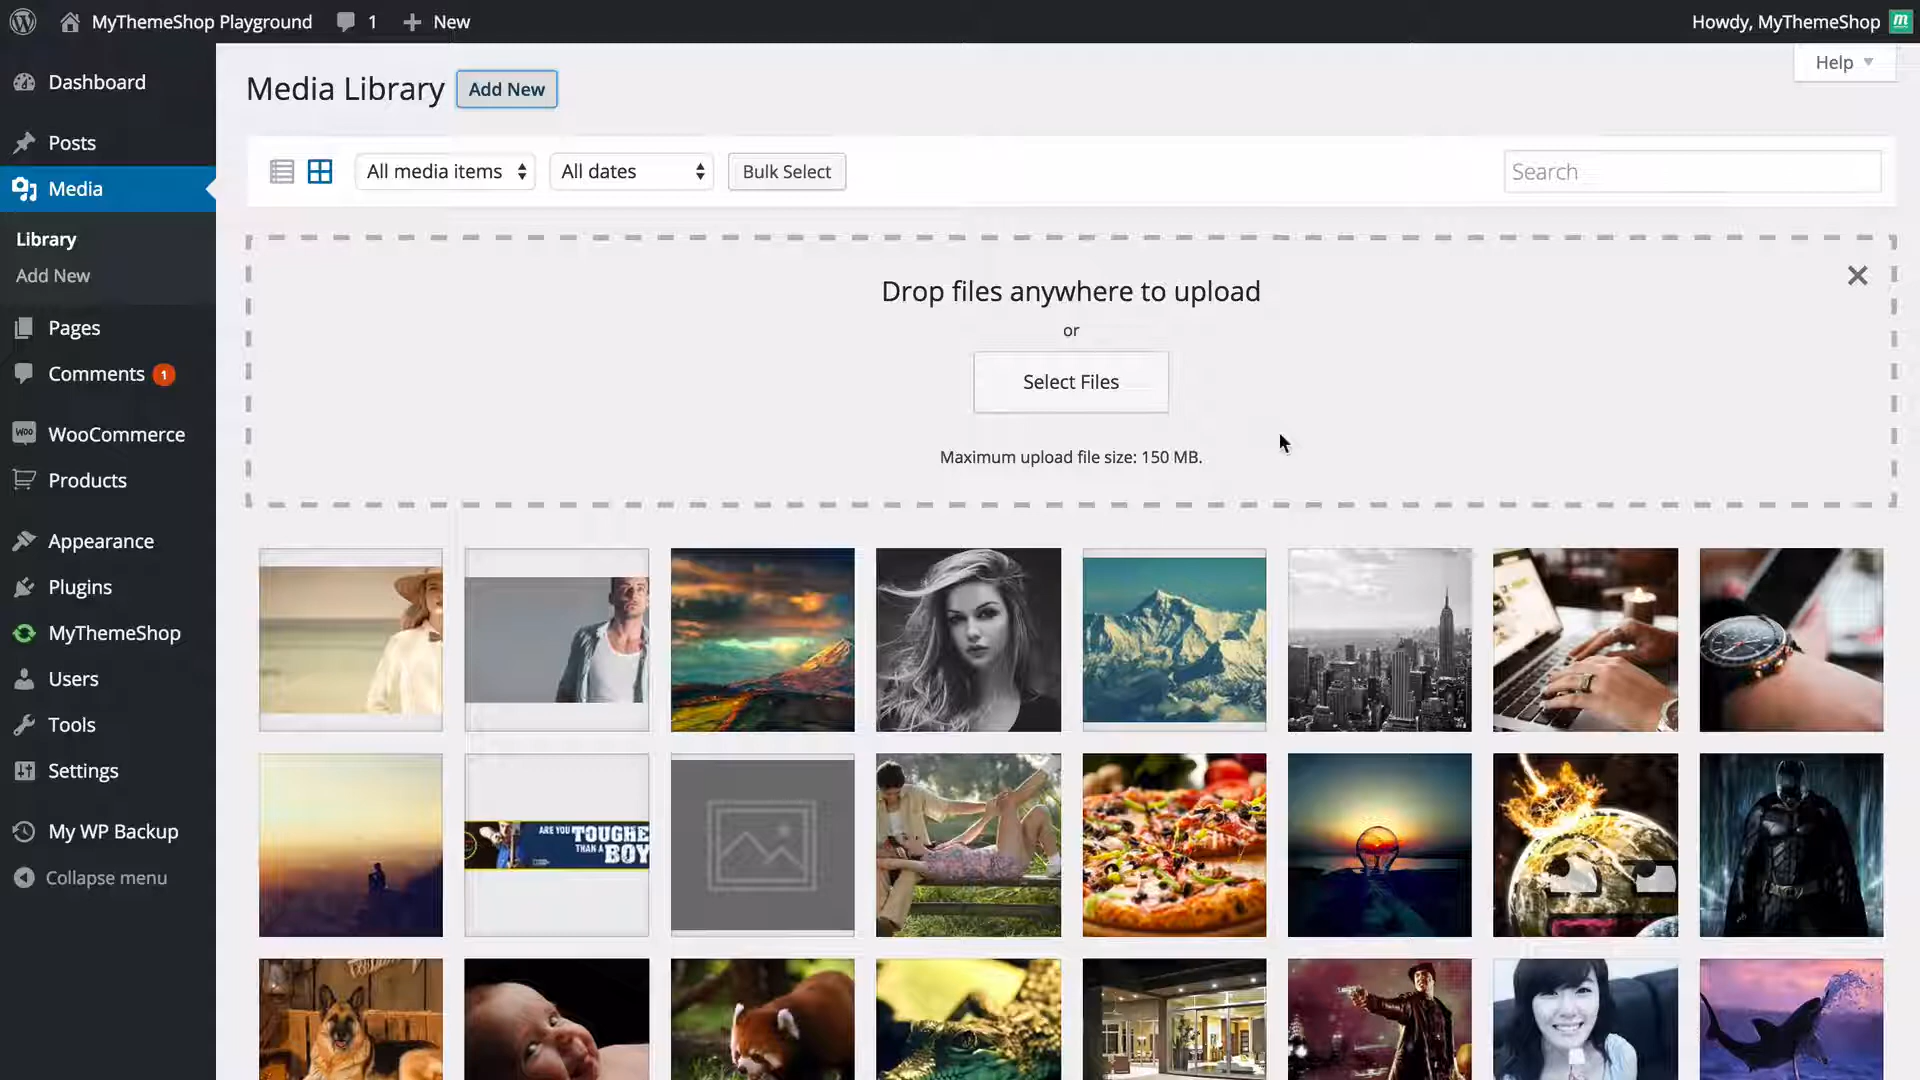 MyThemeShop Playground
1
New
Howdy, MyThemeShop
m
Help
Dashboard
Posts
Media
Library
Add New
Pages
Comments 1
WooCommerce
Products
Appearance
Plugins
MyThemeShop
Users
Tools
Settings
My WP Backup
Collapse menu
Media Library
Add New
All media items
All dates
Bulk Select
Search
Drop files anywhere to upload
or
Select Files
Maximum upload file size: 150 MB.
ARE YOU TOUGHE
THAN A BOY